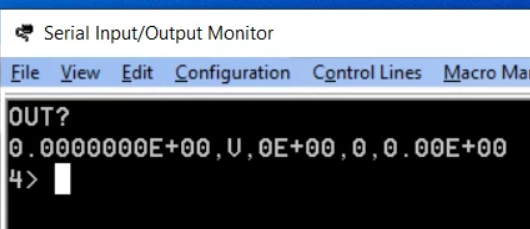 Serial Input/Output Monitor
File View Edit Configuration Control Lines Macro
OUT?
0.0000000E+00,V,0E+00,0,0.00E+00
4>